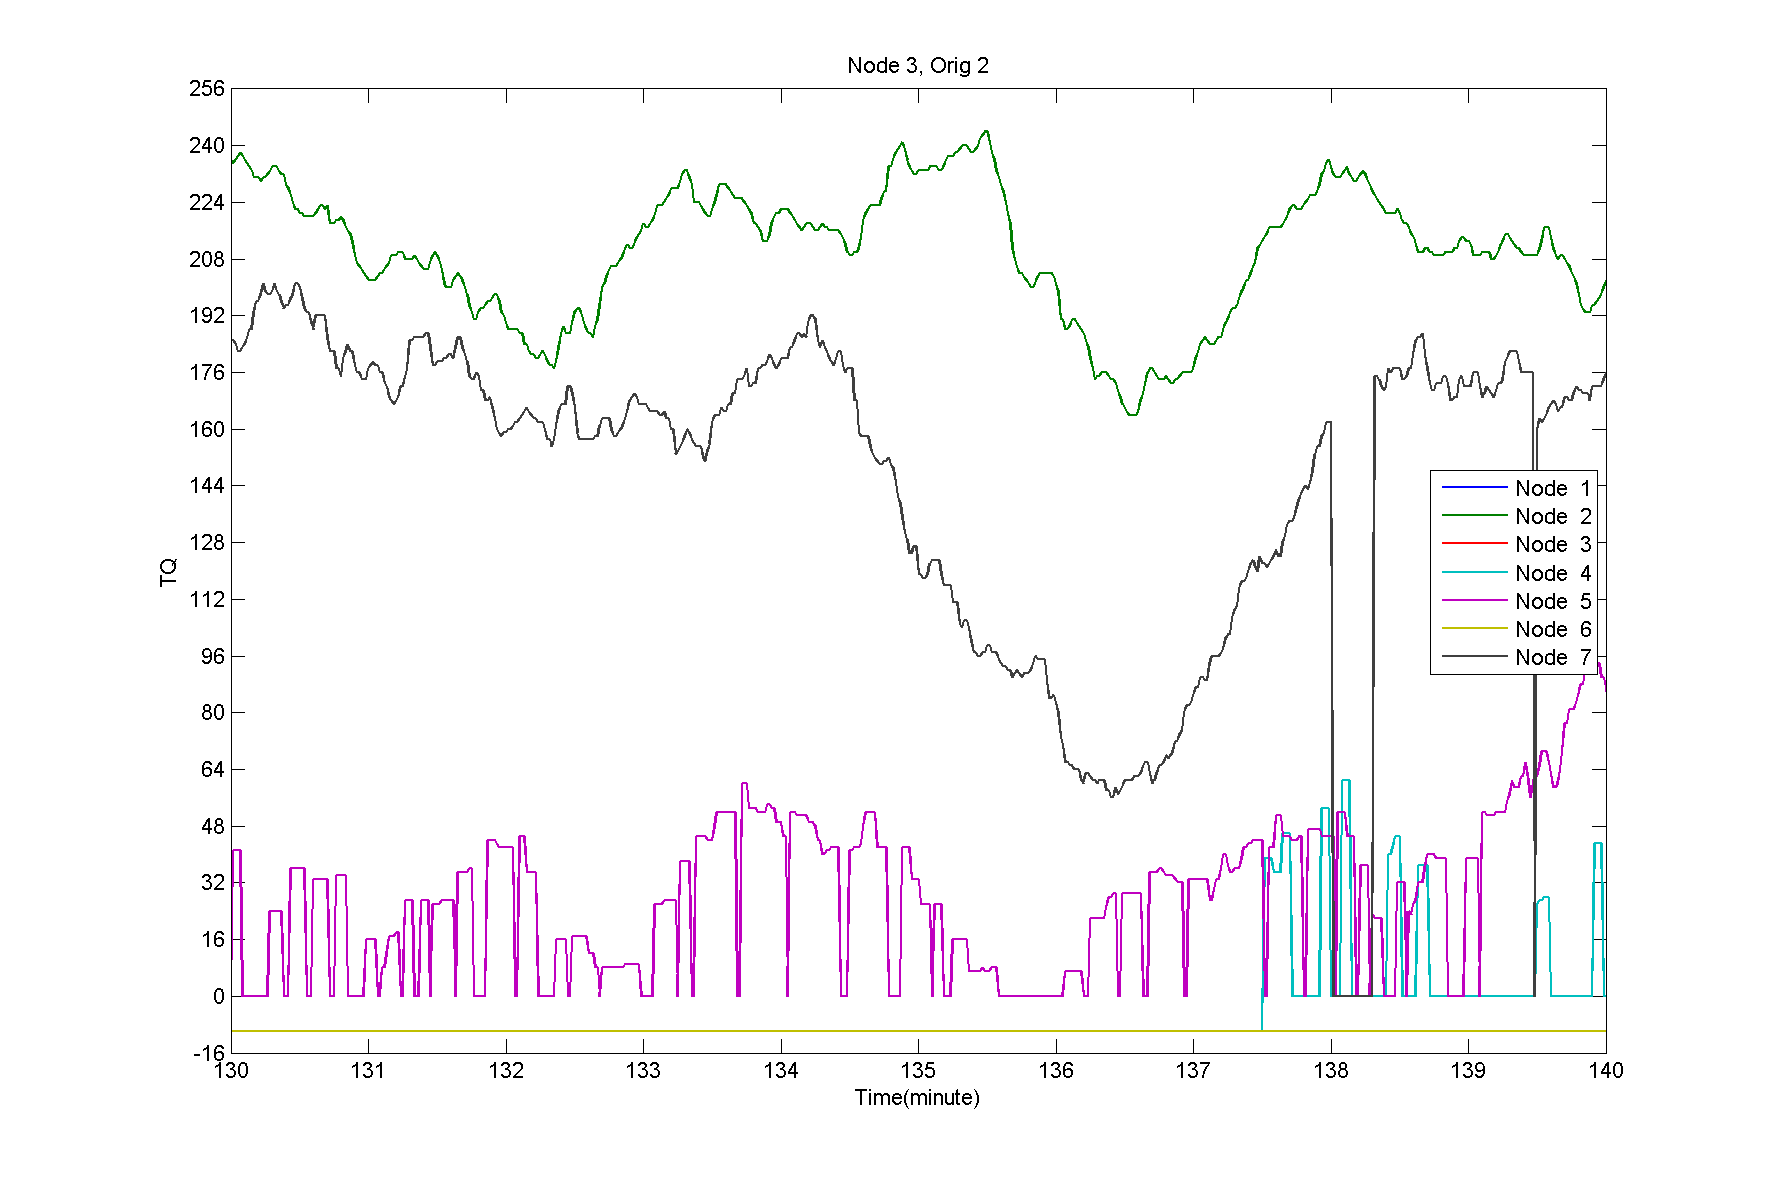 Node 3, Orig 2
256
240
224
208
192
176
160
144
128
112
96
80
64
48
32
16
0
-16
TQ
Node 1
Node 2
Node 3
Node 4
Node 5
Node 6
Node 7
130 131 132 133 134 135 136 137 138 139 140
Time(minute)